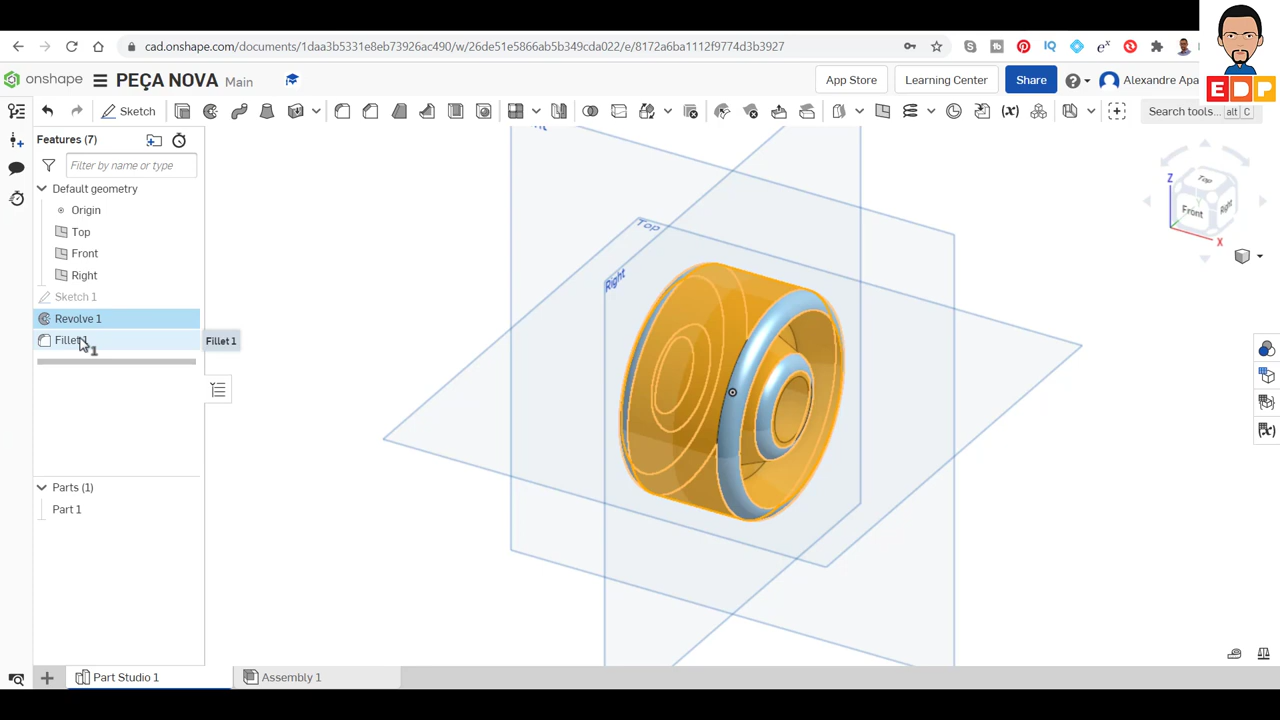 cad.onshape.com/documents/1daa3b5331e8eb73926ac490/w/26de51e5866ab5b349cda022/e/8172a6ba1112f9774d3b3927
IQ
onshape
PEÇA NOVA
Main
App Store
Learning Center
Share
Alexandre Apa
EDP
Sketch
Search tools... alt C
Features (7)
Filter by name or type
Default geometry
Origin
Top
Front
Right
Sketch 1
Revolve 1
Fillet 1
Fillet 1
Parts (1)
Part 1
Top
Right
Z
Top
Front
Right
X
Part Studio 1
Assembly 1